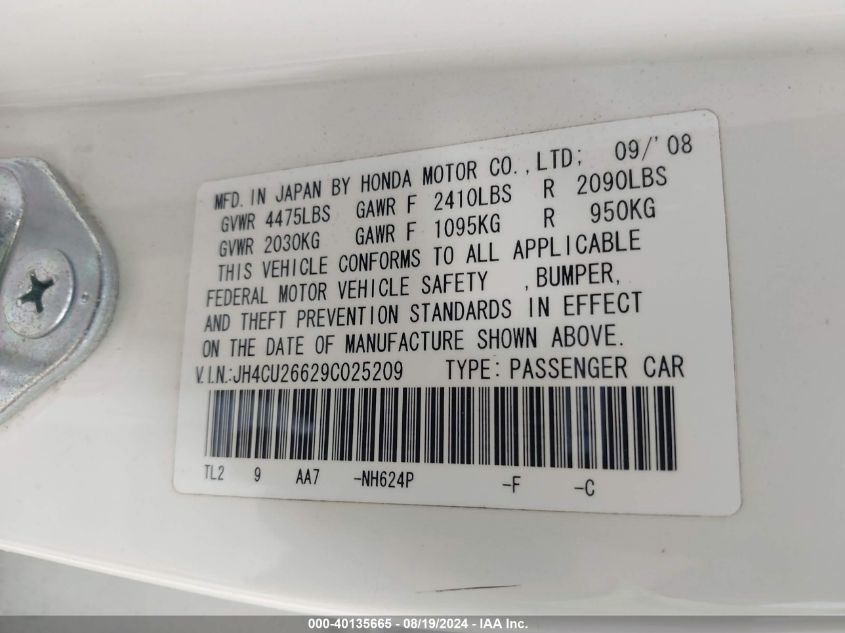 MFD. IN JAPAN BY HONDA MOTOR CO., LTD; 09/'08
GVWR 4475LBS GAWR F 2410LBS R 2090LBS
GVWR 2030KG GAWR F 1095KG R 950KG
THIS VEHICLE CONFORMS TO ALL APPLICABLE
FEDERAL MOTOR VEHICLE SAFETY , BUMPER,
AND THEFT PREVENTION STANDARDS IN EFFECT
ON THE DATE OF MANUFACTURE SHOWN ABOVE.
V.I.N.:JH4CU26629C025209 TYPE: PASSENGER CAR
TL2 9 AA7 -NH624P -F -C
000-40135665 - 08/19/2024 - IAA Inc.